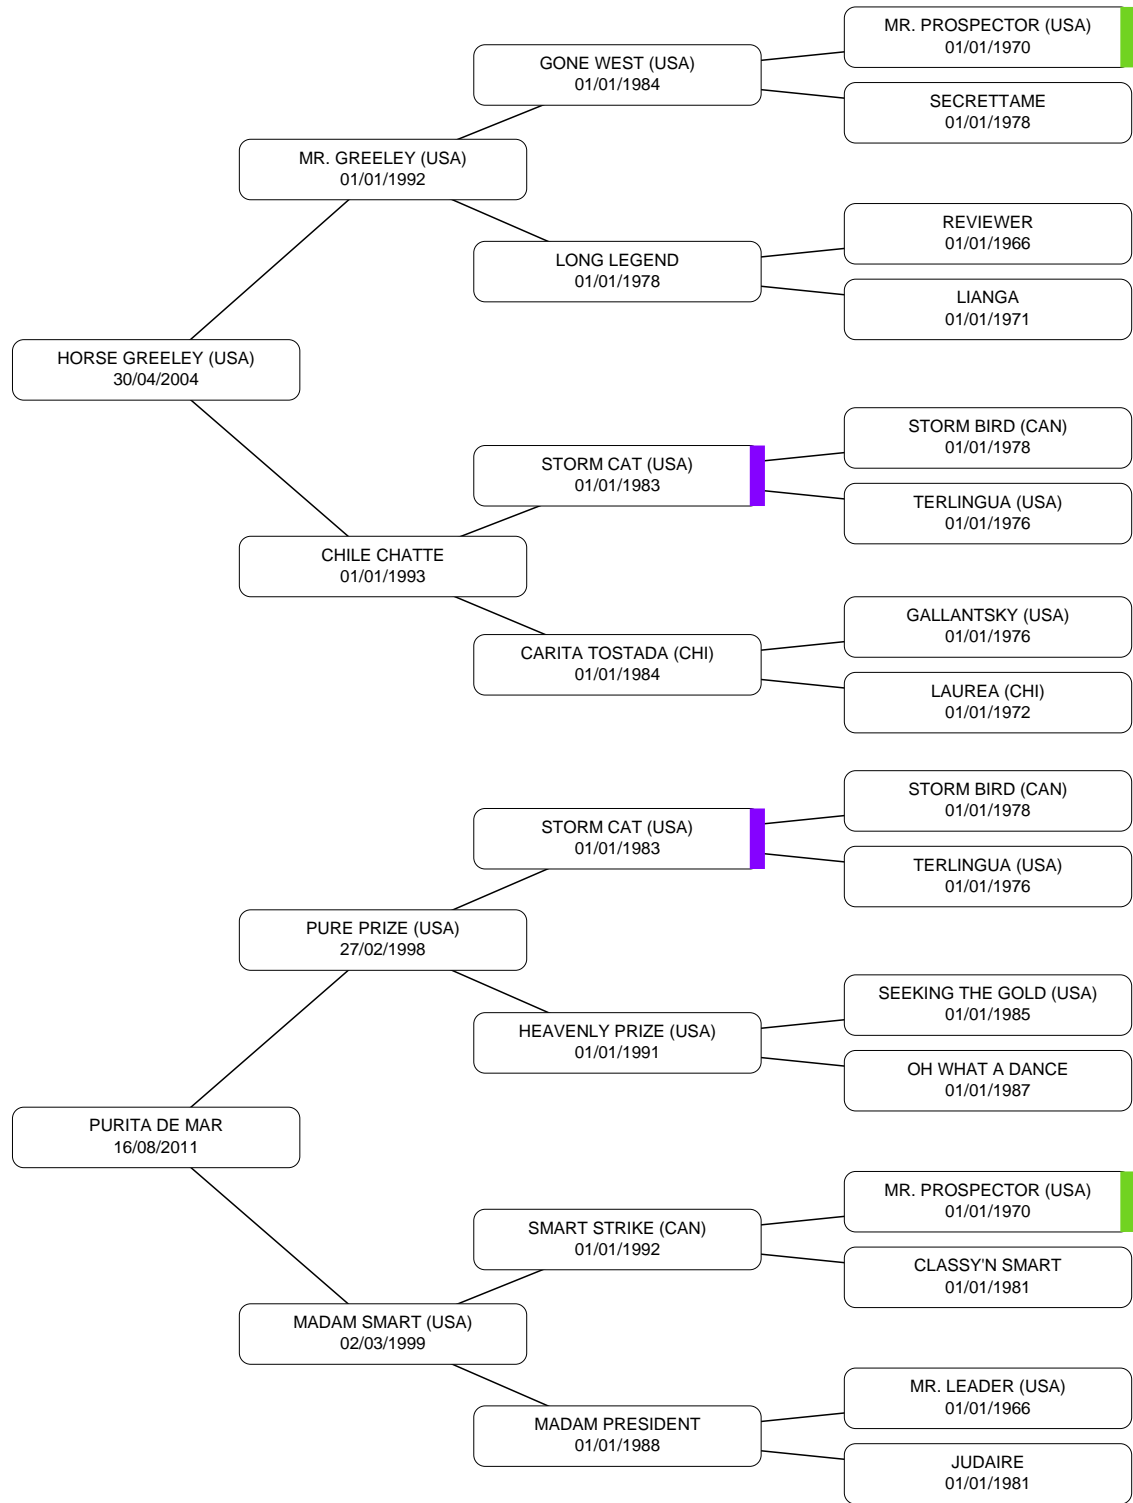 MR. PROSPECTOR (USA)
01/01/1970
GONE WEST (USA)
01/01/1984
SECRETTAME
01/01/1978
MR. GREELEY (USA)
01/01/1992
REVIEWER
01/01/1966
LONG LEGEND
01/01/1978
LIANGA
01/01/1971
HORSE GREELEY (USA)
30/04/2004
STORM BIRD (CAN)
01/01/1978
STORM CAT (USA)
01/01/1983
TERLINGUA (USA)
01/01/1976
CHILE CHATTE
01/01/1993
GALLANTSKY (USA)
01/01/1976
CARITA TOSTADA (CHI)
01/01/1984
LAUREA (CHI)
01/01/1972
STORM BIRD (CAN)
01/01/1978
STORM CAT (USA)
01/01/1983
TERLINGUA (USA)
01/01/1976
PURE PRIZE (USA)
27/02/1998
SEEKING THE GOLD (USA)
01/01/1985
HEAVENLY PRIZE (USA)
01/01/1991
OH WHAT A DANCE
01/01/1987
PURITA DE MAR
16/08/2011
MR. PROSPECTOR (USA)
01/01/1970
SMART STRIKE (CAN)
01/01/1992
CLASSY'N SMART
01/01/1981
MADAM SMART (USA)
02/03/1999
MR. LEADER (USA)
01/01/1966
MADAM PRESIDENT
01/01/1988
JUDAIRE
01/01/1981